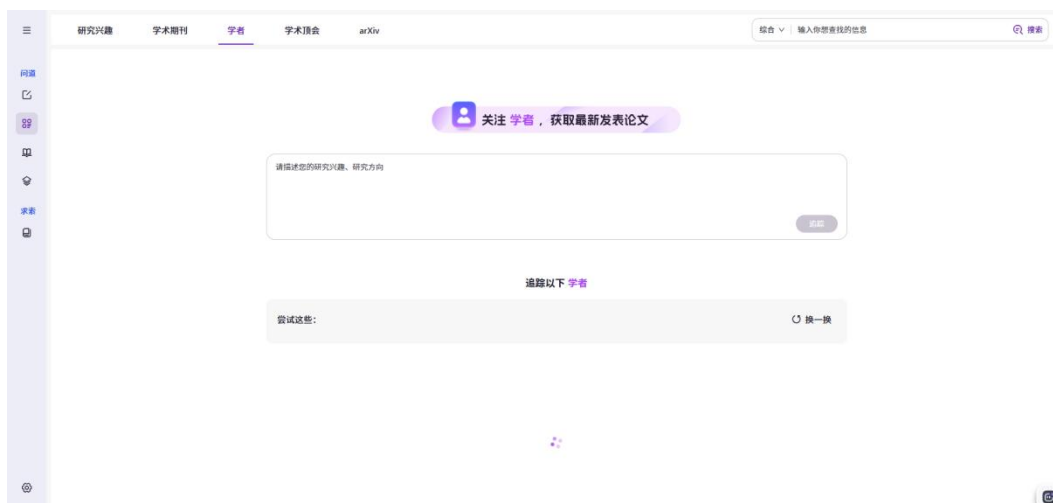 研究兴趣 学术期刊 学者 学术顶会 arXiv 综合 输入你想查找的信息 搜索
问道
关注 学者 ，获取最新发表论文
请描述您的研究兴趣、研究方向
追踪
求索
追踪以下 学者
尝试这些： 换一换